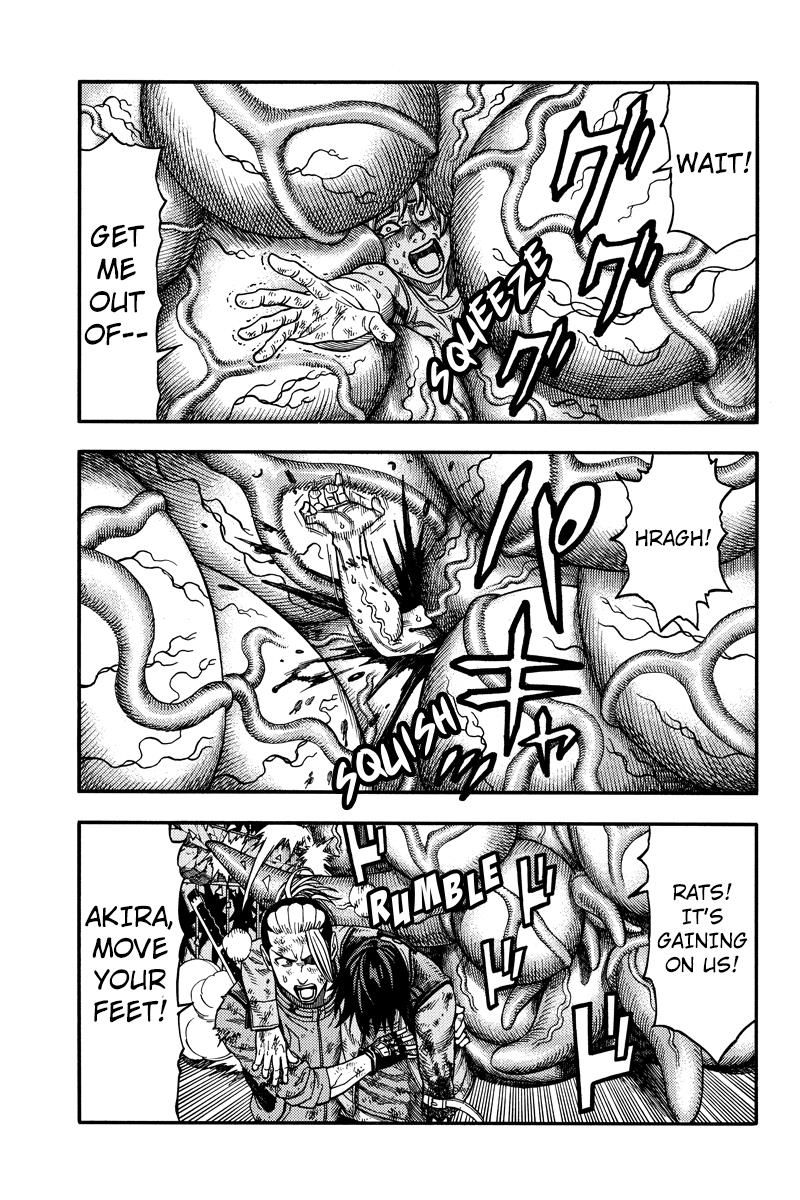 WAIT!
グ
グ
グ
SQUEEZE
GET
ME
OUT
OF--
HRAGH!
パ
キャ
SQUISH
RATS!
IT'S
GAINING
ON US!
ド
ド
ド
ド
RUMBLE
AKIRA,
MOVE
YOUR
FEET!